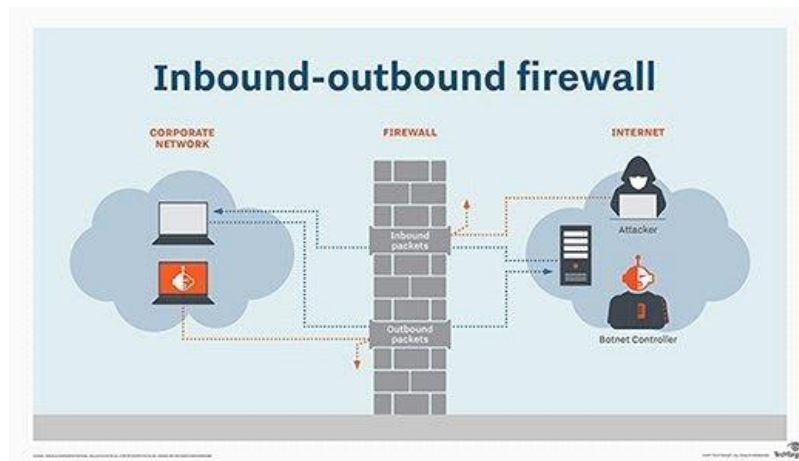 Inbound-outbound firewall
CORPORATE
NETWORK
FIREWALL
INTERNET
Inbound
packets
Attacker
Outbound
packets
Botnet Controller